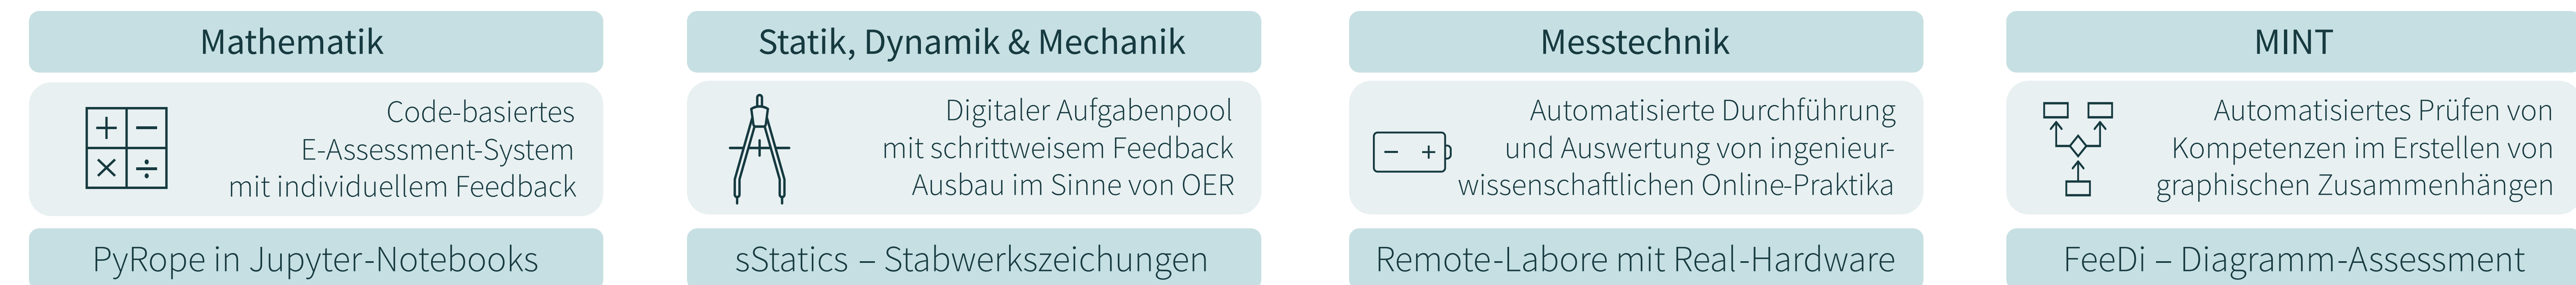 Mathematik
Code-basiertes
E-Assessment-System
mit individuellem Feedback
PyRope in Jupyter-Notebooks
Statik, Dynamik & Mechanik
Digitaler Aufgabenpool
mit schrittweisem Feedback
Ausbau im Sinne von OER
sStatics – Stabwerkszeichungen
Messtechnik
Automatisierte Durchführung
und Auswertung von ingenieur-
wissenschaftlichen Online-Praktika
Remote-Labore mit Real-Hardware
MINT
Automatisiertes Prüfen von
Kompetenzen im Erstellen von
graphischen Zusammenhängen
FeeDi – Diagramm-Assessment